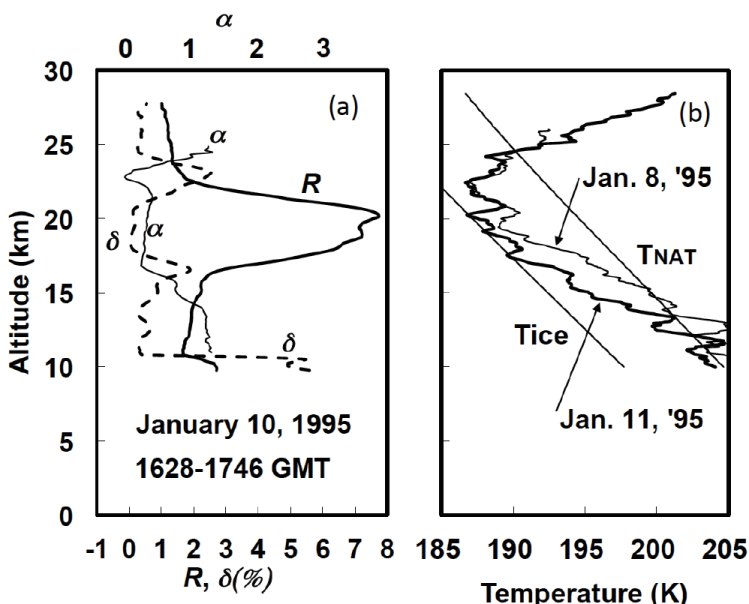 α
0 1 2 3
30
25
20
15
10
5
0
Altitude (km)
(a)
α
R
δ
α
δ
January 10, 1995
1628-1746 GMT
-1 0 1 2 3 4 5 6 7 8
R, δ(%)
(b)
Jan. 8, '95
TNAT
Tice
Jan. 11, '95
185 190 195 200 205
Temperature (K)